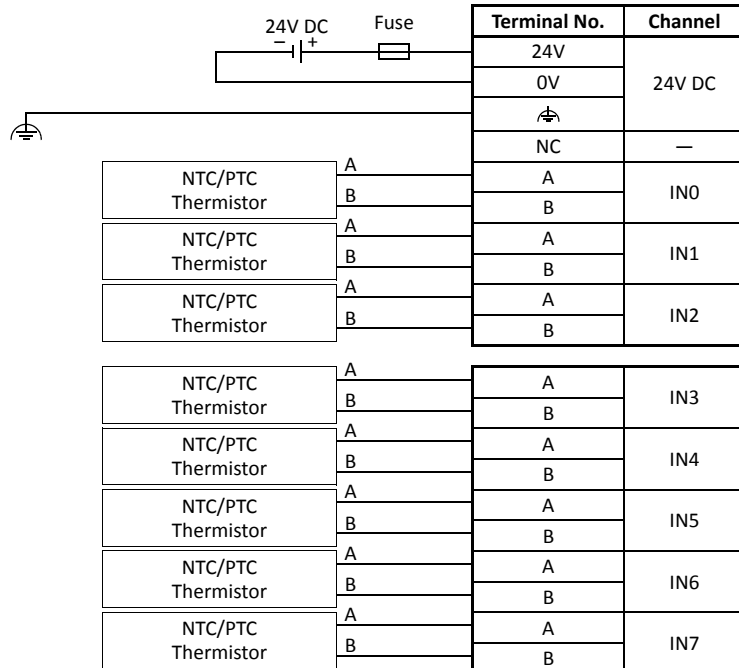 24V DC
– +
Fuse
Terminal No. Channel
24V
0V
24V DC
NC —
NTC/PTC
Thermistor
A
B
A
B
IN0
NTC/PTC
Thermistor
A
B
A
B
IN1
NTC/PTC
Thermistor
A
B
A
B
IN2
NTC/PTC
Thermistor
A
B
A
B
IN3
NTC/PTC
Thermistor
A
B
A
B
IN4
NTC/PTC
Thermistor
A
B
A
B
IN5
NTC/PTC
Thermistor
A
B
A
B
IN6
NTC/PTC
Thermistor
A
B
A
B
IN7